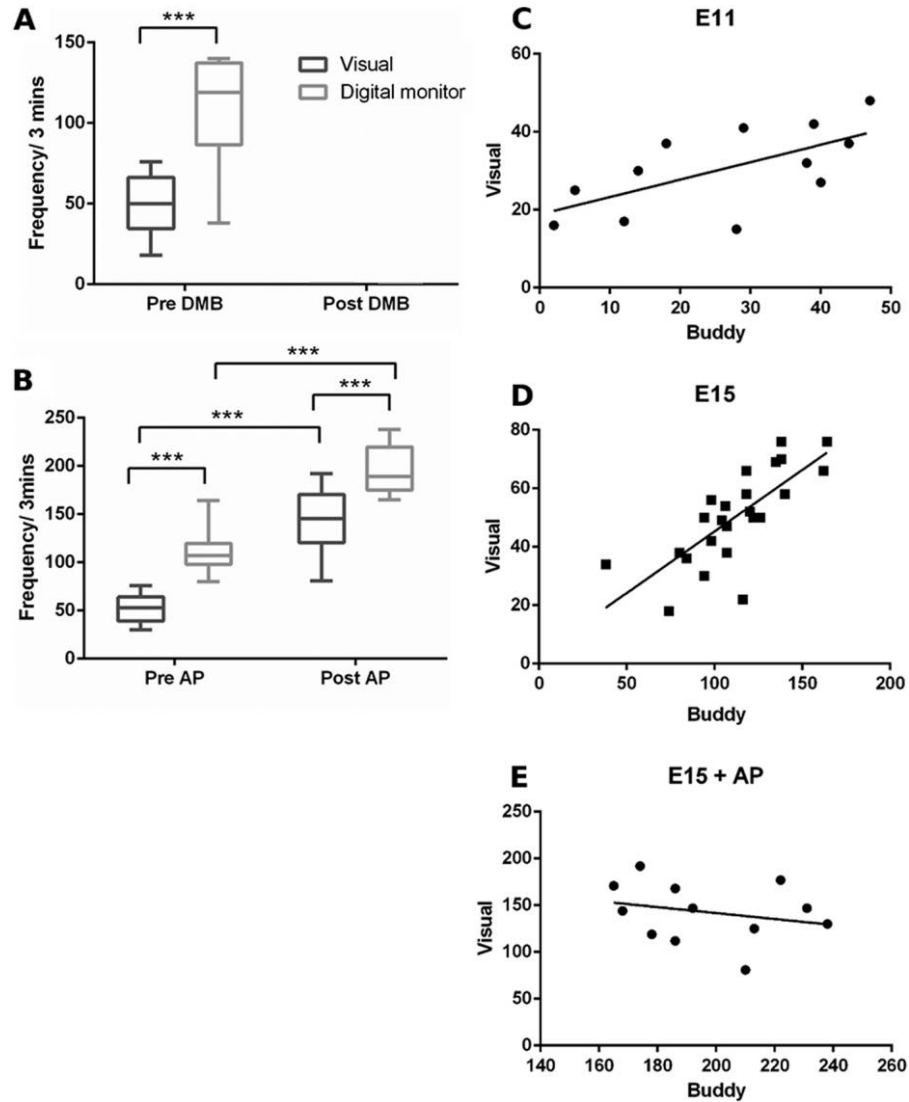 A
***
150
100
50
0
Frequency/ 3 mins
Visual
Digital monitor
Pre DMB
Post DMB
B
***
***
***
***
250
200
150
100
50
0
Frequency/ 3mins
Pre AP
Post AP
C
E11
60
40
20
0
Visual
0
10
20
30
40
50
Buddy
D
E15
80
60
40
20
0
Visual
0
50
100
150
200
Buddy
E
E15 + AP
250
200
150
100
50
0
Visual
140
160
180
200
220
240
260
Buddy